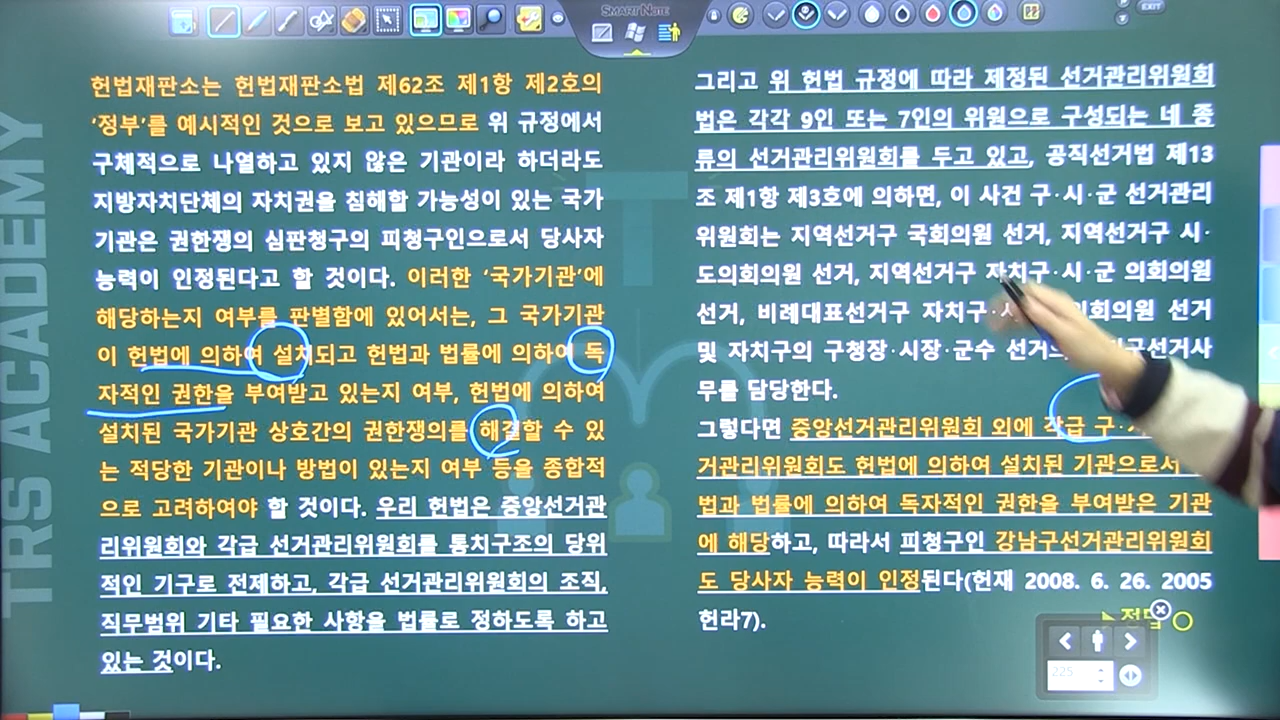 SMARTNOTE
EXIT
TRS ACADEMY
헌법재판소는 헌법재판소법 제62조 제1항 제2호의
‘정부’를 예시적인 것으로 보고 있으므로 위 규정에서
구체적으로 나열하고 있지 않은 기관이라 하더라도
지방자치단체의 자치권을 침해할 가능성이 있는 국가
기관은 권한쟁의 심판청구의 피청구인으로서 당사자
능력이 인정된다고 할 것이다. 이러한 ‘국가기관’에
해당하는지 여부를 판별함에 있어서는, 그 국가기관
이 헌법에 의하여 설치되고 헌법과 법률에 의하여 독
자적인 권한을 부여받고 있는지 여부, 헌법에 의하여
설치된 국가기관 상호간의 권한쟁의를 해결할 수 있
는 적당한 기관이나 방법이 있는지 여부 등을 종합적
으로 고려하여야 할 것이다. 우리 헌법은 중앙선거관
리위원회와 각급 선거관리위원회를 통치구조의 당위
적인 기구로 전제하고, 각급 선거관리위원회의 조직,
직무범위 기타 필요한 사항을 법률로 정하도록 하고
있는 것이다.
그리고 위 헌법 규정에 따라 제정된 선거관리위원회
법은 각각 9인 또는 7인의 위원으로 구성되는 네 종
류의 선거관리위원회를 두고 있고, 공직선거법 제13
조 제1항 제3호에 의하면, 이 사건 구·시·군 선거관리
위원회는 지역선거구 국회의원 선거, 지역선거구 시·
도의회의원 선거, 지역선거구 자치구·시·군 의회의원
선거, 비례대표선거구 자치구· 의회의원 선거
및 자치구의 구청장·시장·군수 선거의 선거사
무를 담당한다.
그렇다면 중앙선거관리위원회 외에 각급 구·
거관리위원회도 헌법에 의하여 설치된 기관으로서
법과 법률에 의하여 독자적인 권한을 부여받은 기관
에 해당하고, 따라서 피청구인 강남구선거관리위원회
도 당사자 능력이 인정된다(헌재 2008. 6. 26. 2005
헌라7).
225